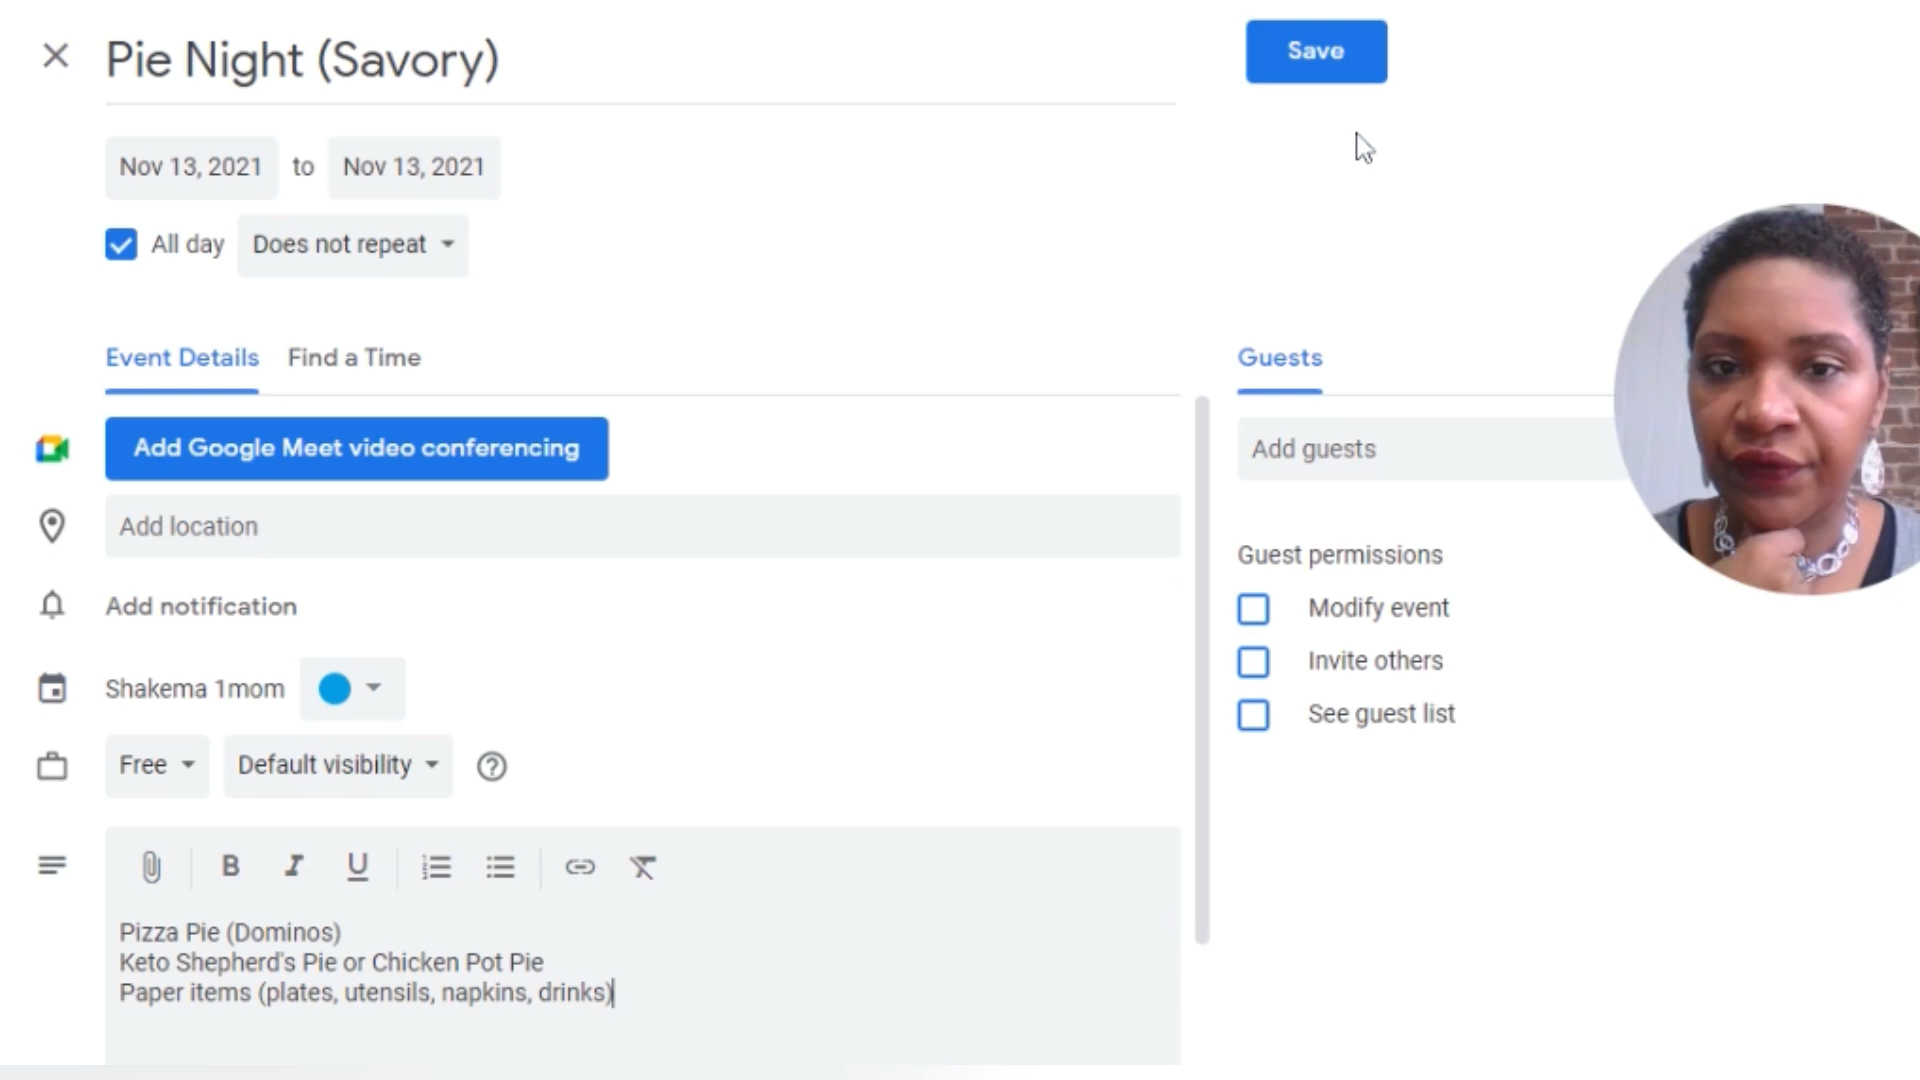 Pie Night (Savory)
Save
Nov 13, 2021 to Nov 13, 2021
All day Does not repeat
Event Details Find a Time
Guests
Add Google Meet video conferencing
Add guests
Add location
Guest permissions
Add notification
Modify event
Invite others
Shakema 1mom
See guest list
Free Default visibility
B I U
Pizza Pie (Dominos)
Keto Shepherd's Pie or Chicken Pot Pie
Paper items (plates, utensils, napkins, drinks)